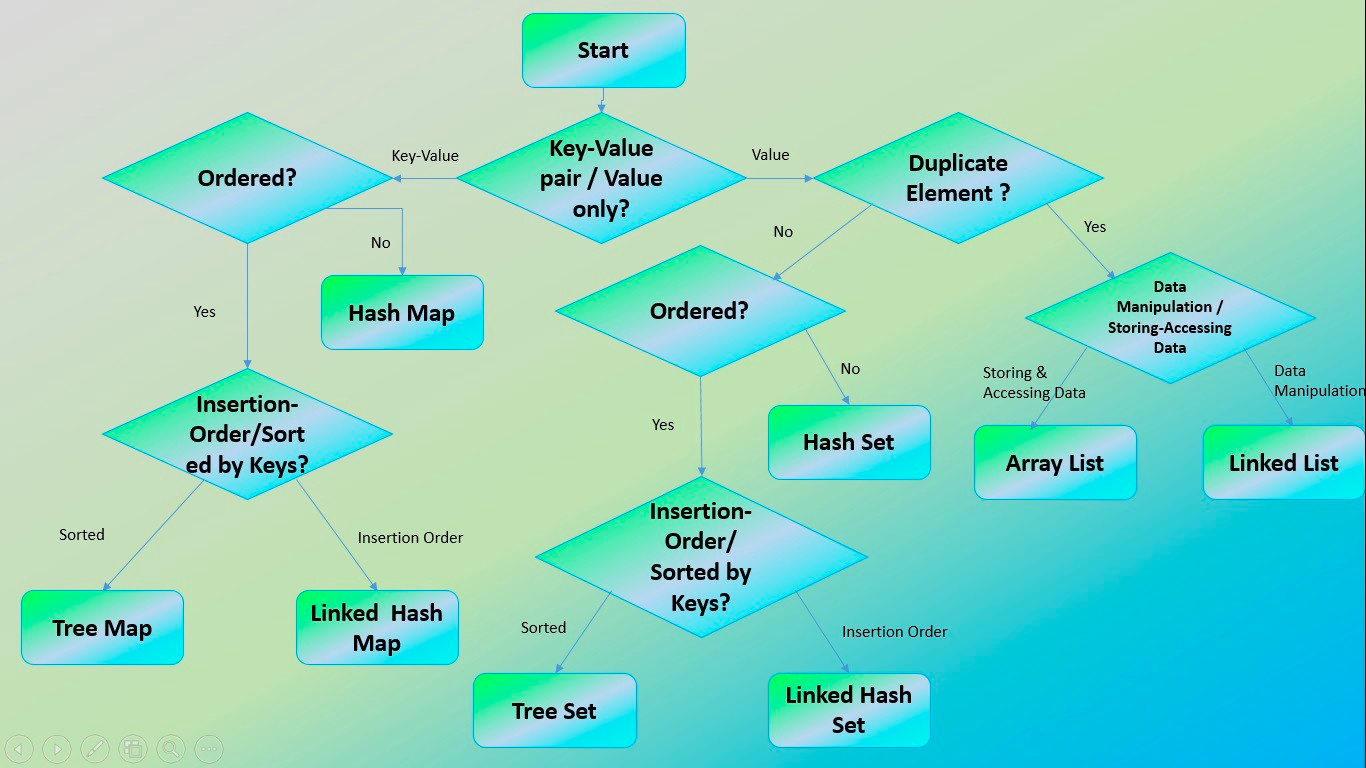 Start
Key-Value
pair / Value
only?
Key-Value
Value
Ordered?
No
Hash Map
Yes
Insertion-
Order/Sort
ed by Keys?
Sorted
Insertion Order
Tree Map
Linked  Hash
Map
Duplicate
Element ?
No
Yes
Ordered?
No
Hash Set
Yes
Insertion-
Order/
Sorted by
Keys?
Sorted
Insertion Order
Tree Set
Linked Hash
Set
Data
Manipulation /
Storing-Accessing
Data
Storing &
Accessing Data
Data
Manipulation
Array List
Linked List